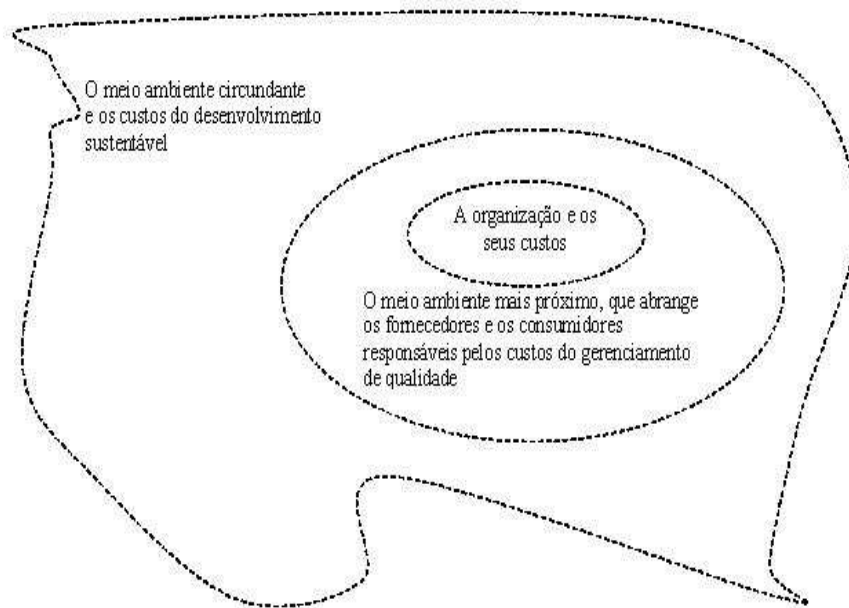 O meio ambiente circundante
e os custos do desenvolvimento
sustentável
A organização e os
seus custos
O meio ambiente mais próximo, que abrange
os fornecedores e os consumidores
responsáveis pelos custos do gerenciamento
de qualidade